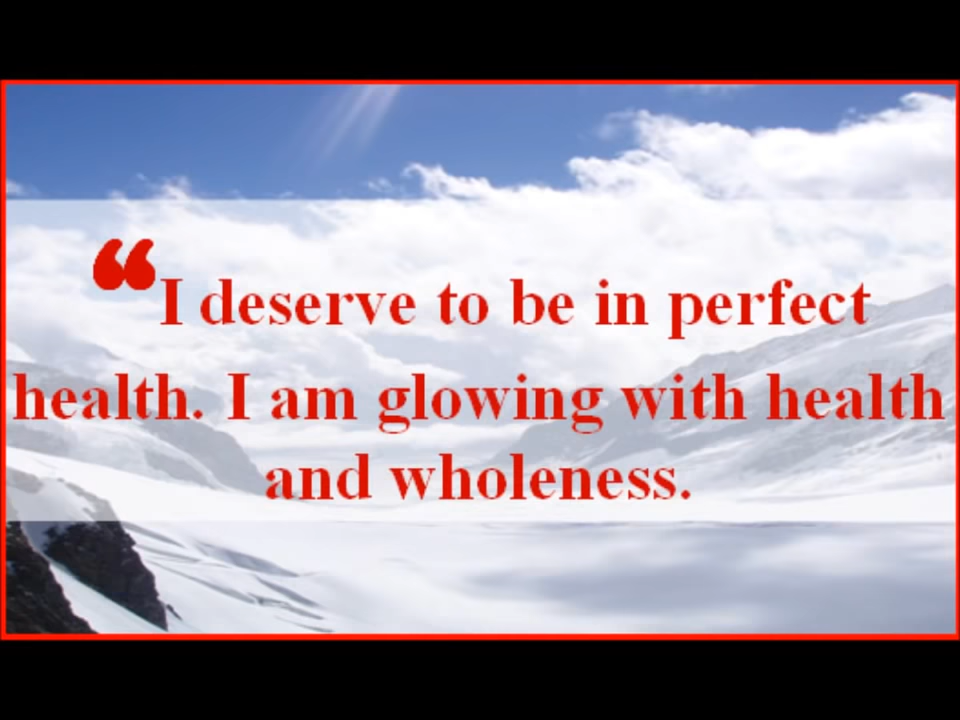 “I deserve to be in perfect
health. I am glowing with health
and wholeness.